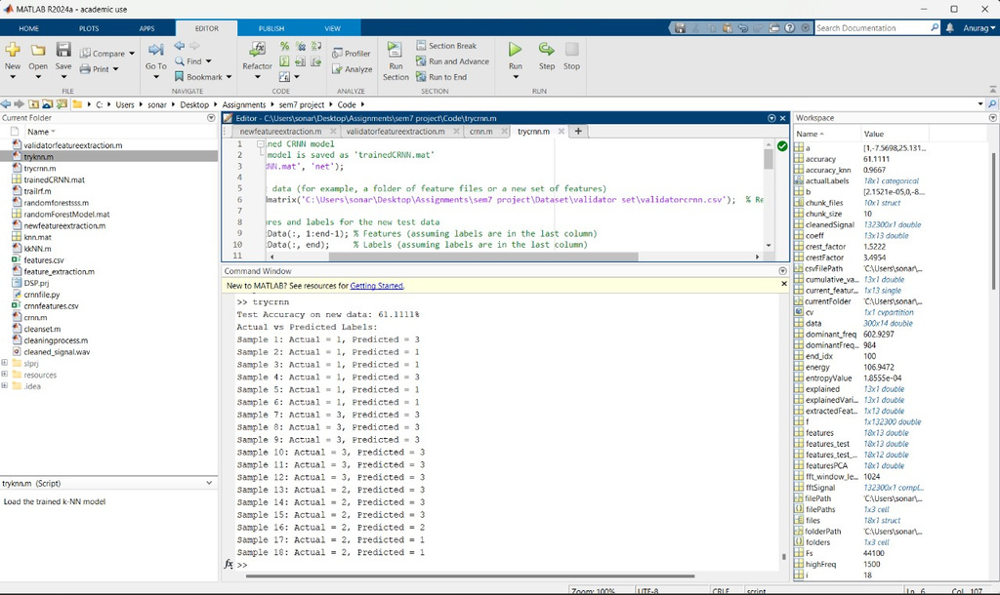 MATLAB R2024a - academic use
HOME PLOTS APPS EDITOR PUBLISH VIEW
Search Documentation
Anurag
New Open Save Compare Print
Go To Find Bookmark
Refactor
Profiler Analyze
Run Section
Section Break
Run and Advance
Run to End
Run Step Stop
FILE NAVIGATE CODE ANALYZE SECTION RUN
C: Users sonar Desktop Assignments sem7 project Code
Current Folder
Name
validatorfeatureextraction.m
tryknn.m
trycrnn.m
trainedCRNN.mat
trailrf.m
randomforestsss.m
randomForestModel.mat
newfeatureextraction.m
knn.mat
kkNN.m
features.csv
feature_extraction.m
DSP.prj
crnnfile.py
crnnfeatures.csv
crnn.m
cleanset.m
cleaningprocess.m
cleaned_signal.wav
slprj
resources
.idea
tryknn.m (Script)
Load the trained k-NN model
Editor - C:\Users\sonar\Desktop\Assignments\sem7 project\Code\trycrnn.m
newfeatureextraction.m validatorfeatureextraction.m crnn.m trycrnn.m
1 ned CRNN model
2 model is saved as 'trainedCRNN.mat'
3 NN.mat', 'net');
4
5 data (for example, a folder of feature files or a new set of features)
6 dmatrix('C:\Users\sonar\Desktop\Assignments\sem7 project\Dataset\validator set\validatorcrnn.csv'); % Re
7
8 res and labels for the new test data
9 Data(:, 1:end-1); % Features (assuming labels are in the last column)
10 Data(:, end); % Labels (assuming labels are in the last column)
11
Command Window
New to MATLAB? See resources for Getting Started.
>> trycrnn
Test Accuracy on new data: 61.1111%
Actual vs Predicted Labels:
Sample 1: Actual = 1, Predicted = 3
Sample 2: Actual = 1, Predicted = 1
Sample 3: Actual = 1, Predicted = 1
Sample 4: Actual = 1, Predicted = 3
Sample 5: Actual = 1, Predicted = 1
Sample 6: Actual = 1, Predicted = 1
Sample 7: Actual = 3, Predicted = 3
Sample 8: Actual = 3, Predicted = 3
Sample 9: Actual = 3, Predicted = 3
Sample 10: Actual = 3, Predicted = 3
Sample 11: Actual = 3, Predicted = 3
Sample 12: Actual = 3, Predicted = 3
Sample 13: Actual = 2, Predicted = 3
Sample 14: Actual = 2, Predicted = 3
Sample 15: Actual = 2, Predicted = 3
Sample 16: Actual = 2, Predicted = 2
Sample 17: Actual = 2, Predicted = 1
Sample 18: Actual = 2, Predicted = 1
fx >>
Workspace
Name Value
a [1,-7.5698,25.131...
accuracy 61.1111
accuracy_knn 0.9667
actualLabels 18x1 categorical
b [2.1521e-05,0,-8...
chunk_files 10x1 struct
chunk_size 10
cleanedSignal 132300x1 double
coeff 13x13 double
crest_factor 1.5222
crestFactor 3.4954
csvFilePath 'C:\Users\sonar\...
cumulative_va... 13x1 double
current_featur... 1x13 single
currentFolder 'C:\Users\sonar\...
cv 1x1 cvpartition
data 300x14 double
dominant_freq 602.9297
dominantFreq... 984
end_idx 100
energy 106.9472
entropyValue 1.8555e-04
explained 13x1 double
explainedVari... 13x1 double
extractedFeat... 1x13 double
f 1x132300 double
features 18x13 double
features_test 18x13 double
features_test_... 18x12 double
featuresPCA 18x1 double
fft_window_le... 1024
fftSignal 132300x1 compl...
filePath 'C:\Users\sonar\...
filePaths 1x3 cell
files 18x1 struct
folderPath 'C:\Users\sonar\...
folders 1x3 cell
Fs 44100
highFreq 1500
i 18
Zoom: 100% UTF-8 CRLF script Ln 6 Col 107